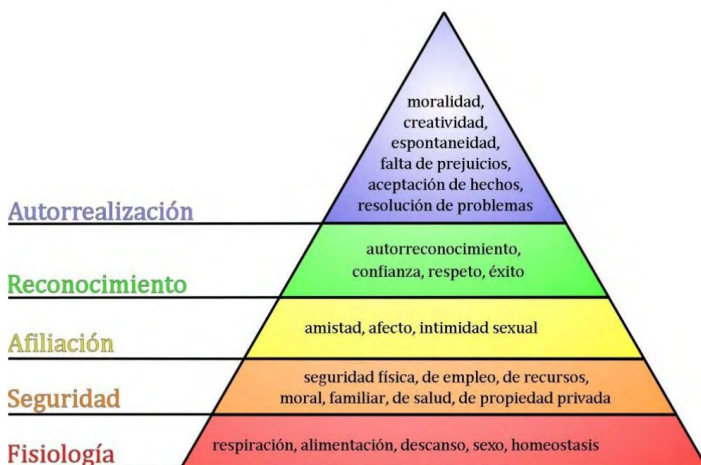 moralidad,
creatividad,
espontaneidad,
falta de prejuicios,
aceptación de hechos,
resolución de problemas
Autorrealización
autorreconocimiento,
confianza, respeto, éxito
Reconocimiento
amistad, afecto, intimidad sexual
Afiliación
seguridad física, de empleo, de recursos,
moral, familiar, de salud, de propiedad privada
Seguridad
respiración, alimentación, descanso, sexo, homeostasis
Fisiología